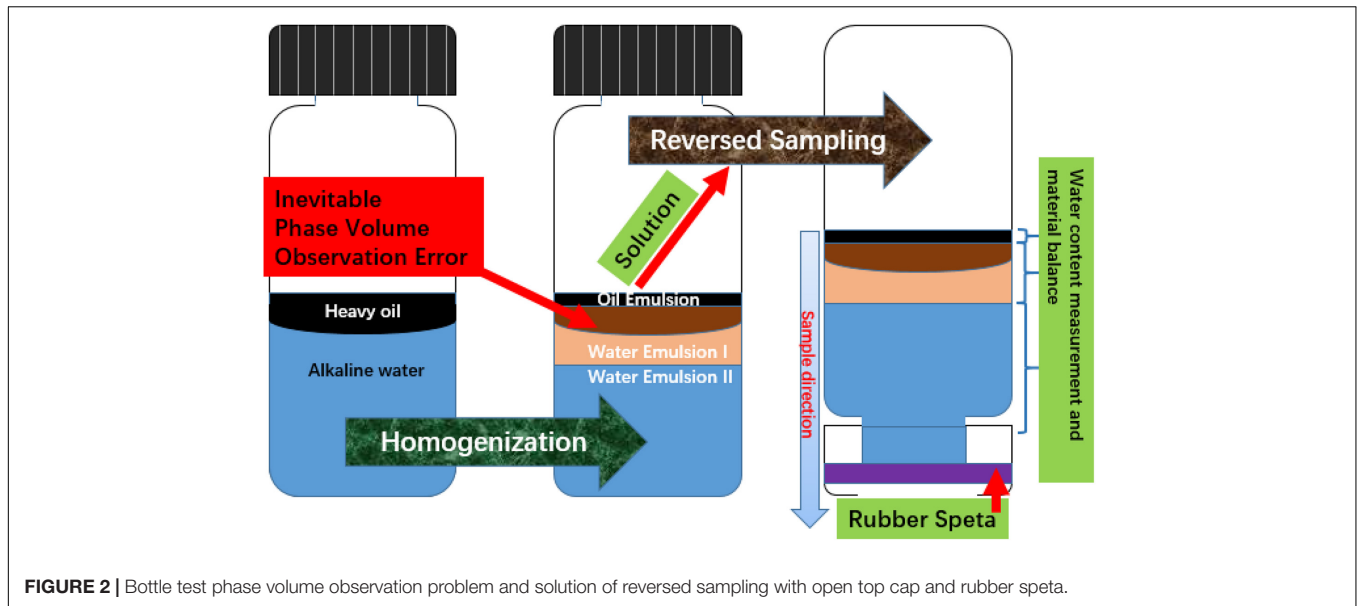 Reversed Sampling
Inevitable
Phase Volume
Observation Error
Solution
Water content measurement and
material balance
Heavy oil
Oil Emulsion
Alkaline water
Water Emulsion I
Water Emulsion II
Sample direction
Homogenization
Rubber Speta
FIGURE 2 | Bottle test phase volume observation problem and solution of reversed sampling with open top cap and rubber speta.